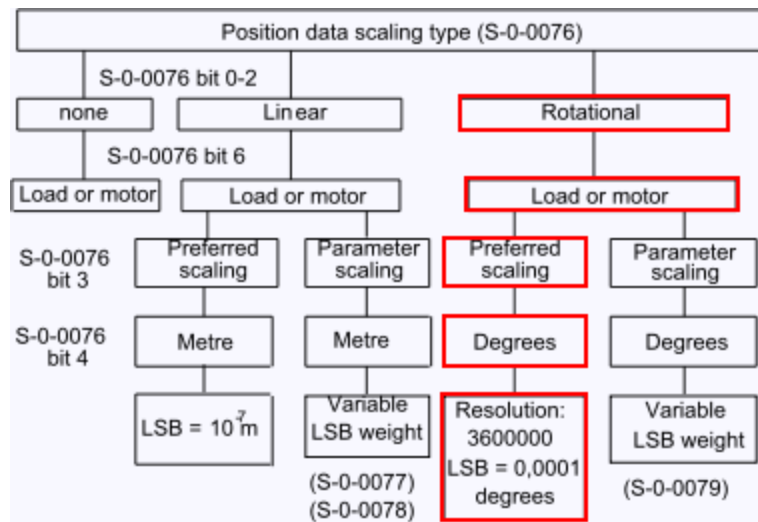 Position data scaling type (S-0-0076)
S-0-0076 bit 0-2
none
Linear
Rotational
S-0-0076 bit 6
Load or motor
Load or motor
Load or motor
S-0-0076
bit 3
Preferred
scaling
Parameter
scaling
Preferred
scaling
Parameter
scaling
S-0-0076
bit 4
Metre
Metre
Degrees
Degrees
LSB = 10⁻⁷m
Variable
LSB weight
Resolution:
3600000
LSB = 0,0001
degrees
Variable
LSB weight
(S-0-0077)
(S-0-0078)
(S-0-0079)